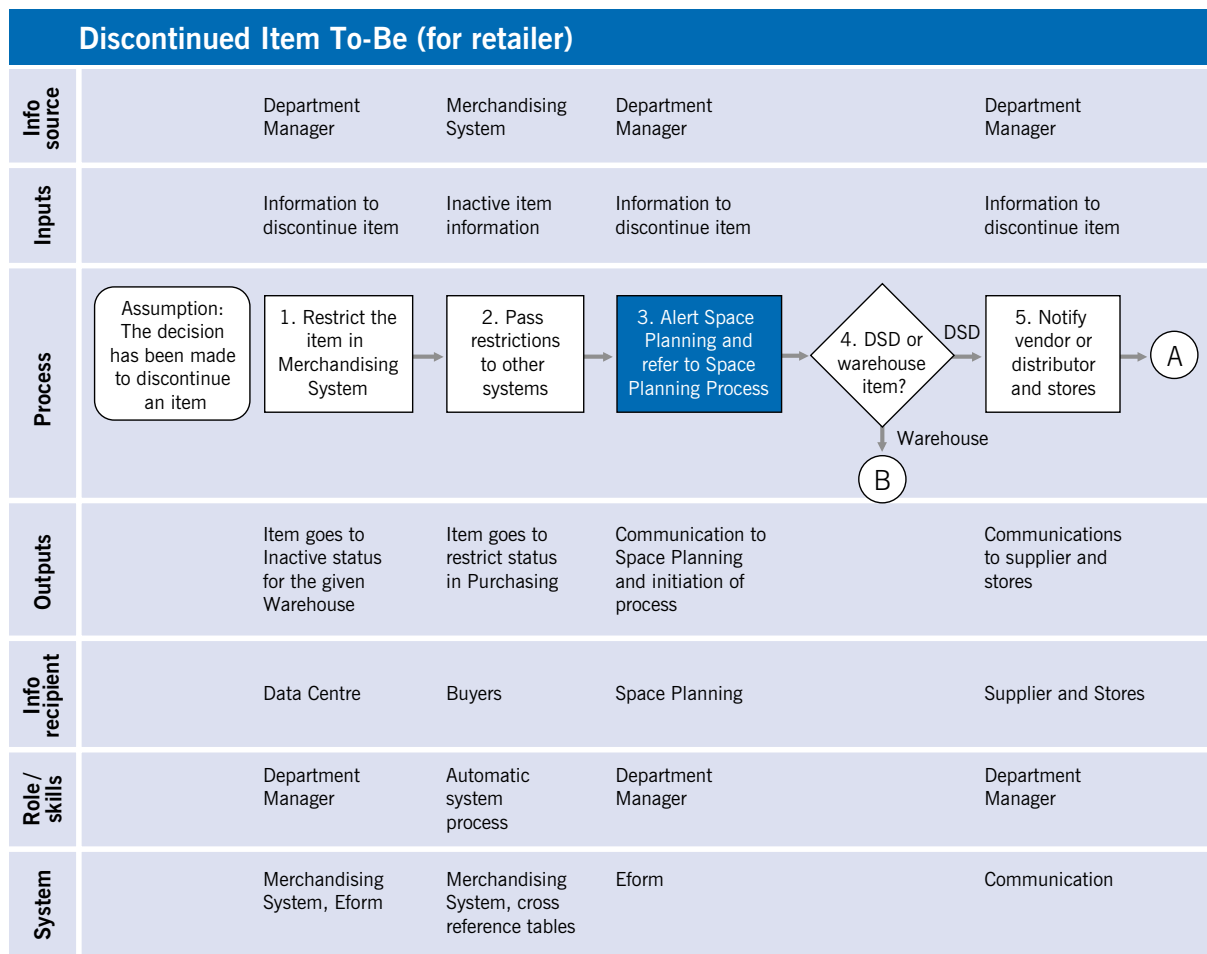 Discontinued Item To-Be (for retailer)
Info
source
Department
Manager
Merchandising
System
Department
Manager
Department
Manager
Inputs
Information to
discontinue item
Inactive item
information
Information to
discontinue item
Information to
discontinue item
Process
Assumption:
The decision
has been made
to discontinue
an item
1. Restrict the
item in
Merchandising
System
2. Pass
restrictions
to other
systems
3. Alert Space
Planning and
refer to Space
Planning Process
4. DSD or
warehouse
item?
DSD
Warehouse
B
5. Notify
vendor or
distributor
and stores
A
Outputs
Item goes to
Inactive status
for the given
Warehouse
Item goes to
restrict status
in Purchasing
Communication to
Space Planning
and initiation of
process
Communications
to supplier and
stores
Info
recipient
Data Centre
Buyers
Space Planning
Supplier and Stores
Role/
skills
Department
Manager
Automatic
system
process
Department
Manager
Department
Manager
System
Merchandising
System, Eform
Merchandising
System, cross
reference tables
Eform
Communication